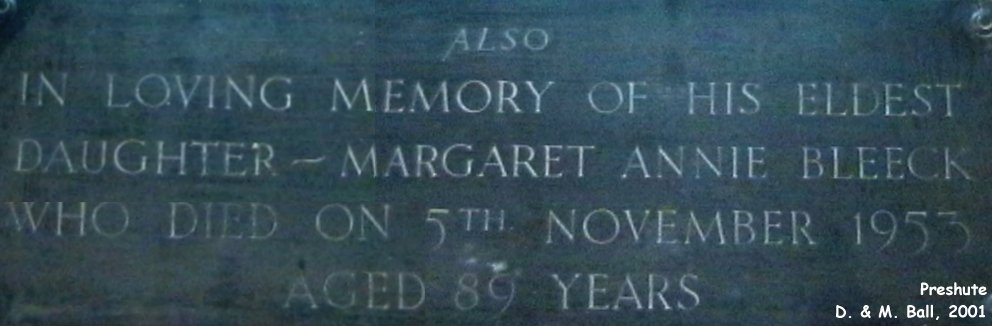 ALSO
IN LOVING MEMORY OF HIS ELDEST
DAUGHTER ~ MARGARET ANNIE BLEECK
WHO DIED ON 5TH. NOVEMBER 1953
AGED 89 YEARS
Preshute
D. & M. Ball, 2001